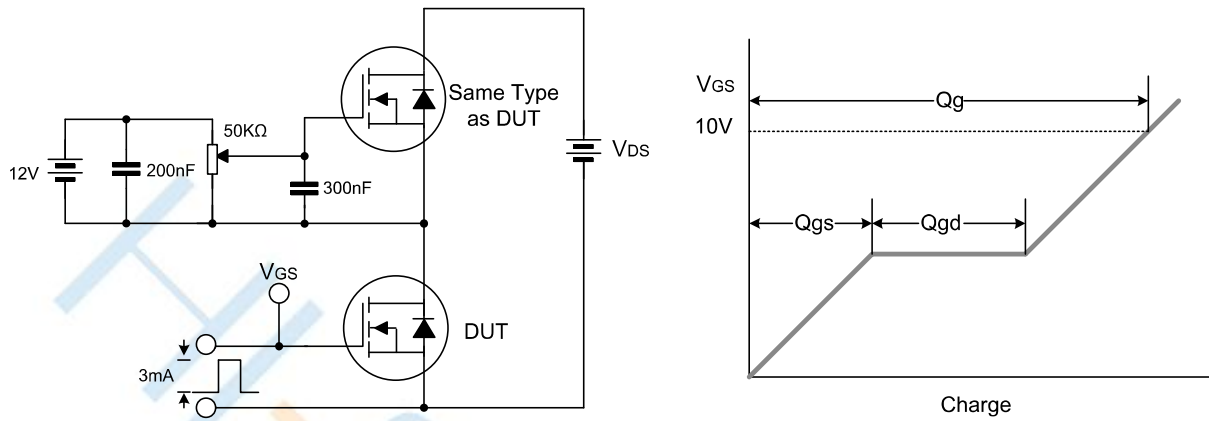 12V
200nF
50KΩ
300nF
Same Type
as DUT
VDS
VGS
3mA
DUT
VGS
10V
Qg
Qgs
Qgd
Charge